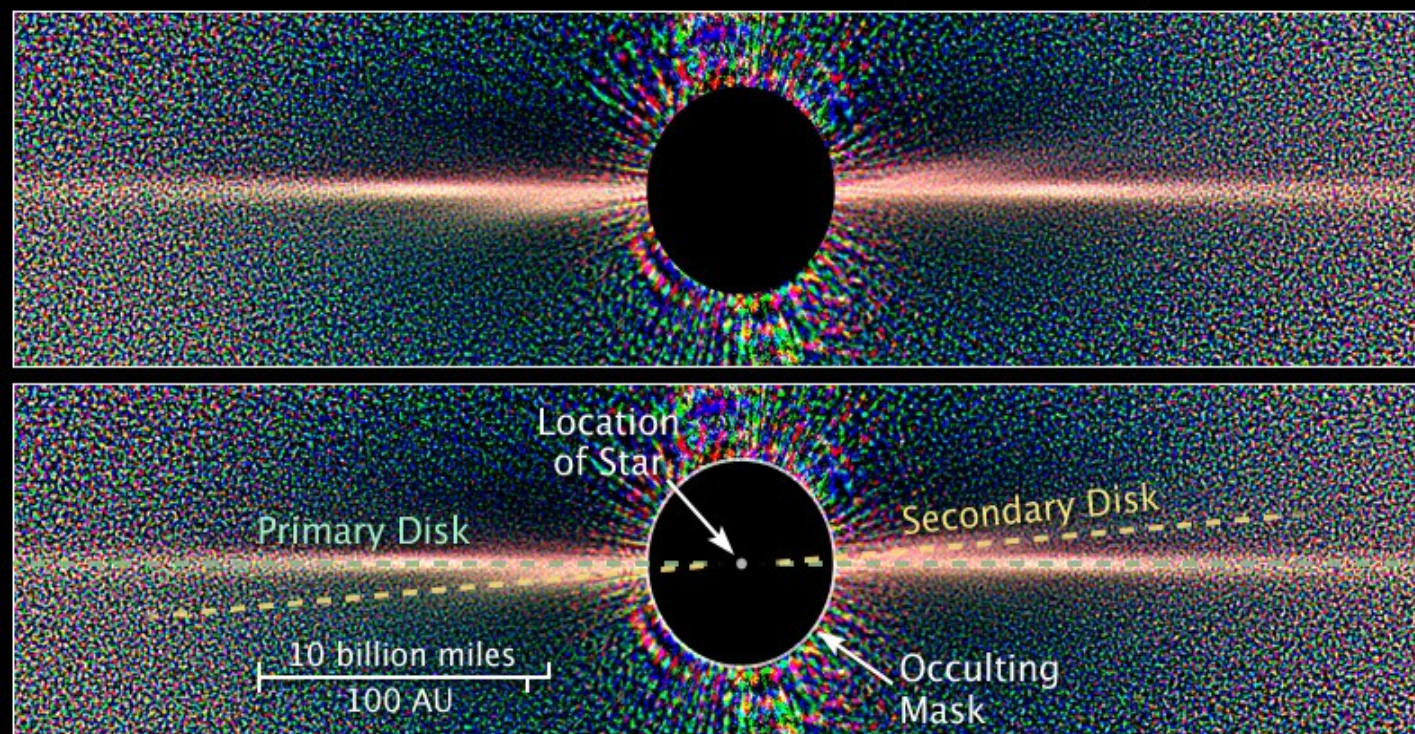 Location
of Star
Primary Disk
Secondary Disk
10 billion miles
100 AU
Occulting
Mask